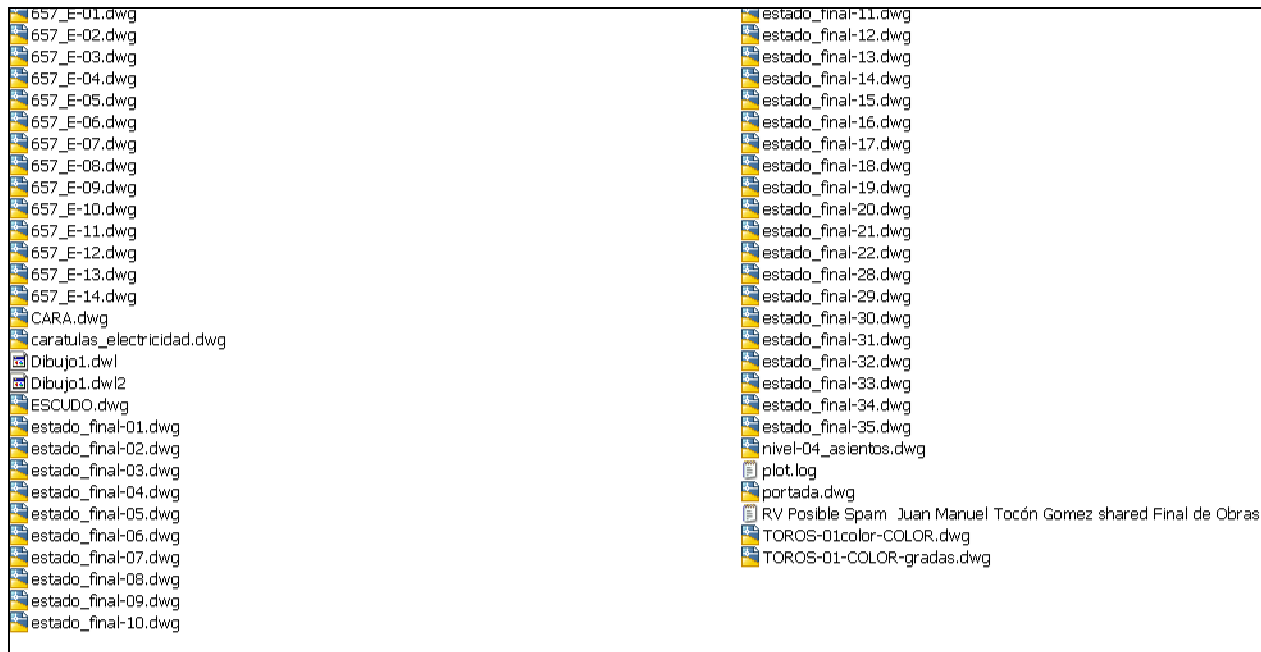 657_E-01.dwg
657_E-02.dwg
657_E-03.dwg
657_E-04.dwg
657_E-05.dwg
657_E-06.dwg
657_E-07.dwg
657_E-08.dwg
657_E-09.dwg
657_E-10.dwg
657_E-11.dwg
657_E-12.dwg
657_E-13.dwg
657_E-14.dwg
CARA.dwg
caratulas_electricidad.dwg
Dibujo1.dwl
Dibujo1.dwl2
ESCUDO.dwg
estado_final-01.dwg
estado_final-02.dwg
estado_final-03.dwg
estado_final-04.dwg
estado_final-05.dwg
estado_final-06.dwg
estado_final-07.dwg
estado_final-08.dwg
estado_final-09.dwg
estado_final-10.dwg
estado_final-11.dwg
estado_final-12.dwg
estado_final-13.dwg
estado_final-14.dwg
estado_final-15.dwg
estado_final-16.dwg
estado_final-17.dwg
estado_final-18.dwg
estado_final-19.dwg
estado_final-20.dwg
estado_final-21.dwg
estado_final-22.dwg
estado_final-28.dwg
estado_final-29.dwg
estado_final-30.dwg
estado_final-31.dwg
estado_final-32.dwg
estado_final-33.dwg
estado_final-34.dwg
estado_final-35.dwg
nivel-04_asientos.dwg
plot.log
portada.dwg
RV Posible Spam  Juan Manuel Tocón Gomez shared Final de Obras
TOROS-01color-COLOR.dwg
TOROS-01-COLOR-gradas.dwg